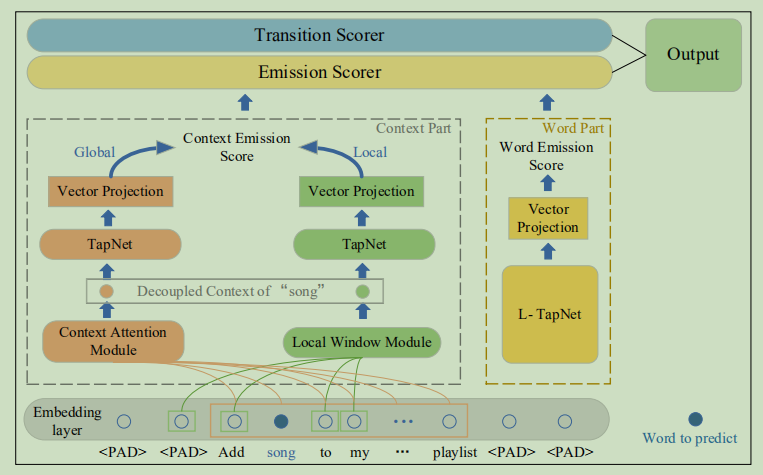 Transition Scorer
Emission Scorer
Output
Context Part
Global
Context Emission
Score
Local
Vector Projection
Vector Projection
TapNet
TapNet
Decoupled Context of “song”
Context Attention
Module
Local Window Module
Word Part
Word Emission
Score
Vector
Projection
L- TapNet
Embedding
layer
...
<PAD> <PAD> Add song to my ... playlist <PAD> <PAD>
Word to predict